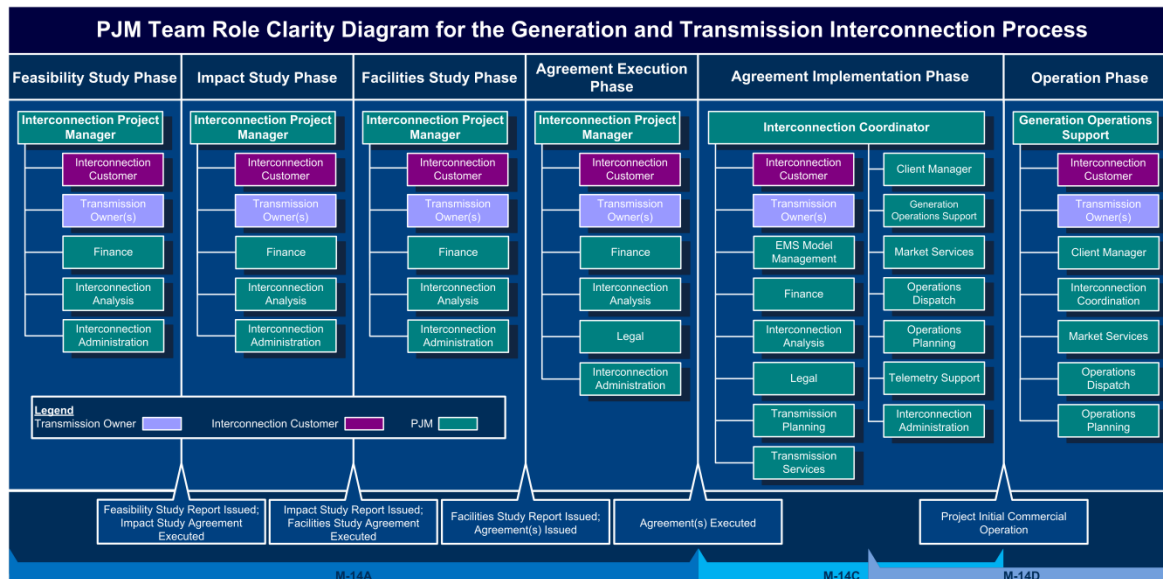 PJM Team Role Clarity Diagram for the Generation and Transmission Interconnection Process
Feasibility Study Phase
Impact Study Phase
Facilities Study Phase
Agreement Execution
Phase
Agreement Implementation Phase
Operation Phase
Interconnection Project
Manager
Interconnection
Customer
Transmission
Owner(s)
Finance
Interconnection
Analysis
Interconnection
Administration
Interconnection Project
Manager
Interconnection
Customer
Transmission
Owner(s)
Finance
Interconnection
Analysis
Interconnection
Administration
Interconnection Project
Manager
Interconnection
Customer
Transmission
Owner(s)
Finance
Interconnection
Analysis
Interconnection
Administration
Interconnection Project
Manager
Interconnection
Customer
Transmission
Owner(s)
Finance
Interconnection
Analysis
Legal
Interconnection
Administration
Interconnection Coordinator
Interconnection
Customer
Transmission
Owner(s)
EMS Model
Management
Finance
Interconnection
Analysis
Legal
Transmission
Planning
Transmission
Services
Client Manager
Generation
Operations Support
Market Services
Operations
Dispatch
Operations
Planning
Telemetry Support
Interconnection
Administration
Generation Operations
Support
Interconnection
Customer
Transmission
Owner(s)
Client Manager
Interconnection
Coordination
Market Services
Operations
Dispatch
Operations
Planning
Legend
Transmission Owner
Interconnection Customer
PJM
Feasibility Study Report Issued;
Impact Study Agreement
Executed
Impact Study Report Issued;
Facilities Study Agreement
Executed
Facilities Study Report Issued;
Agreement(s) Issued
Agreement(s) Executed
Project Initial Commercial
Operation
M-14A
M-14C
M-14D